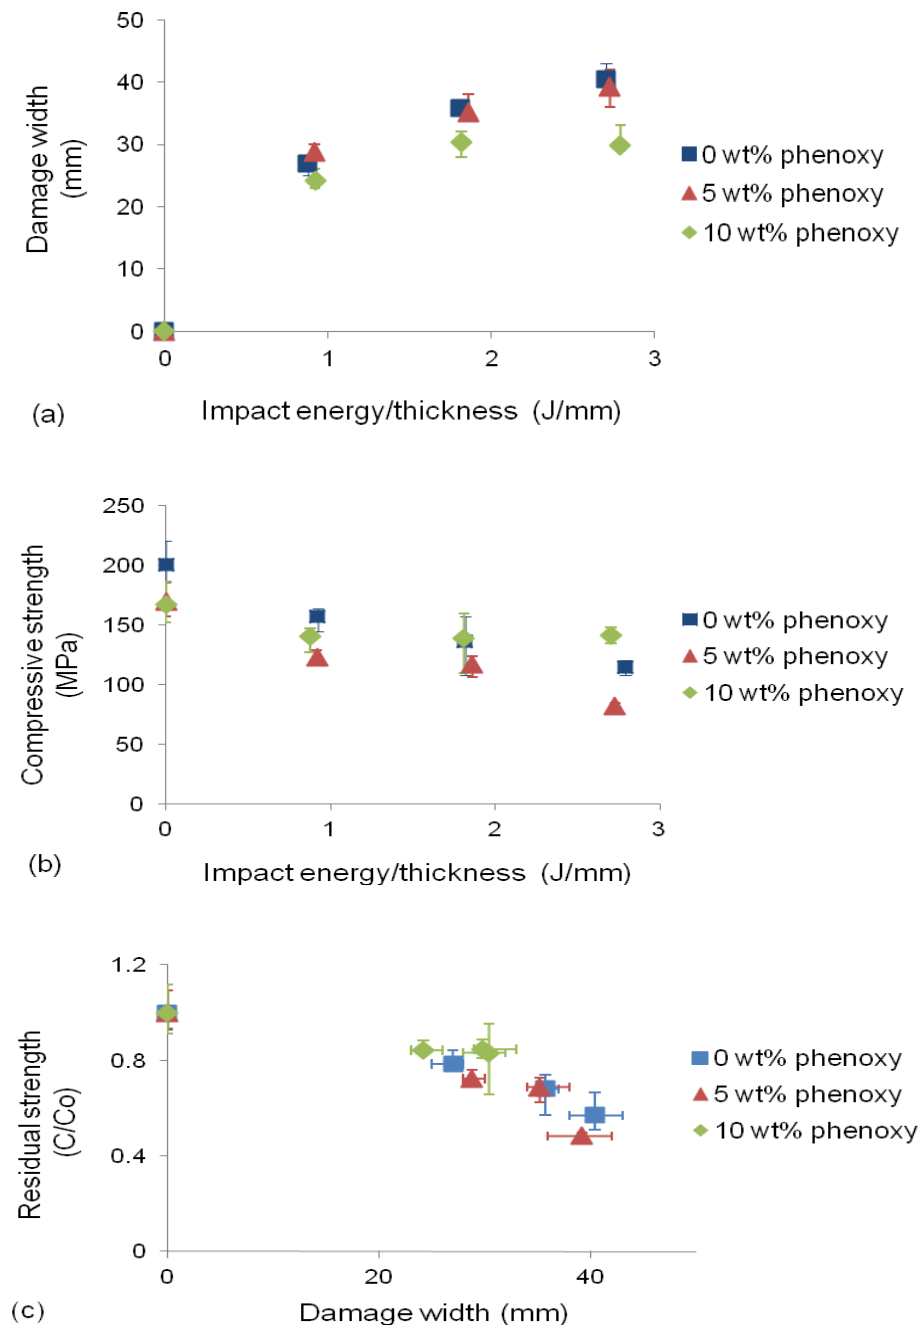 50
40
30
20
10
0
0 1 2 3
Damage width
(mm)
Impact energy/thickness (J/mm)
0 wt% phenoxy
5 wt% phenoxy
10 wt% phenoxy
(a)
250
200
150
100
50
0
0 1 2 3
Compressive strength
(MPa)
Impact energy/thickness (J/mm)
0 wt% phenoxy
5 wt% phenoxy
10 wt% phenoxy
(b)
1.2
0.8
0.4
0
0 20 40
Residual strength
(C/Co)
Damage width (mm)
0 wt% phenoxy
5 wt% phenoxy
10 wt% phenoxy
(c)